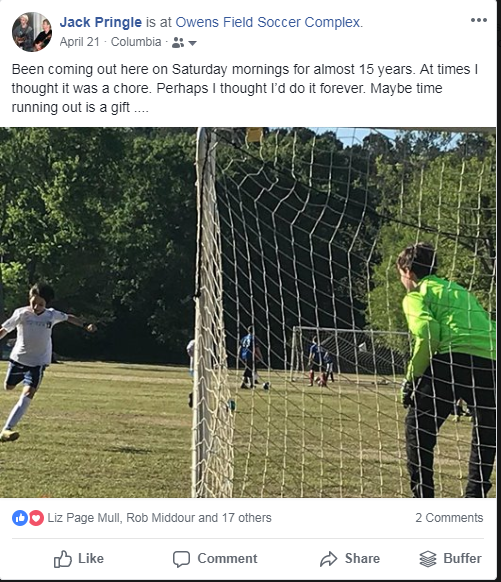 Jack Pringle is at Owens Field Soccer Complex.
April 21 · Columbia ·
Been coming out here on Saturday mornings for almost 15 years. At times I
thought it was a chore. Perhaps I thought I'd do it forever. Maybe time
running out is a gift ....
Liz Page Mull, Rob Middour and 17 others 2 Comments
Like Comment Share Buffer